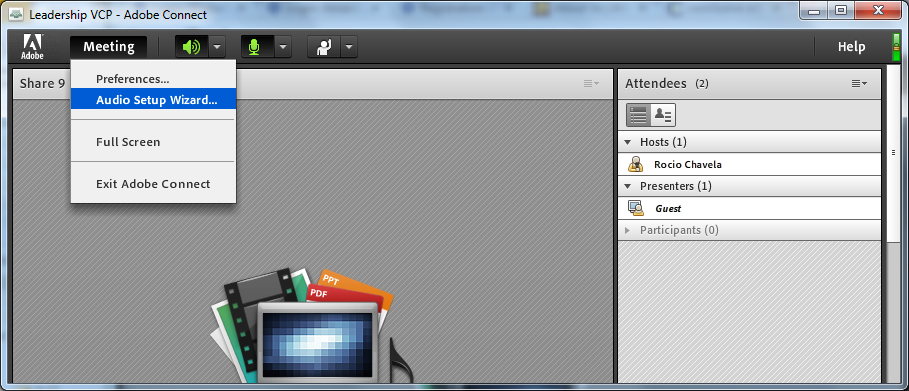 Leadership VCP - Adobe Connect
Adobe
Meeting
Help
Preferences...
Audio Setup Wizard...
Full Screen
Exit Adobe Connect
Share 9
Attendees (2)
Hosts (1)
Rocio Chavela
Presenters (1)
Guest
Participants (0)
PPT
PDF